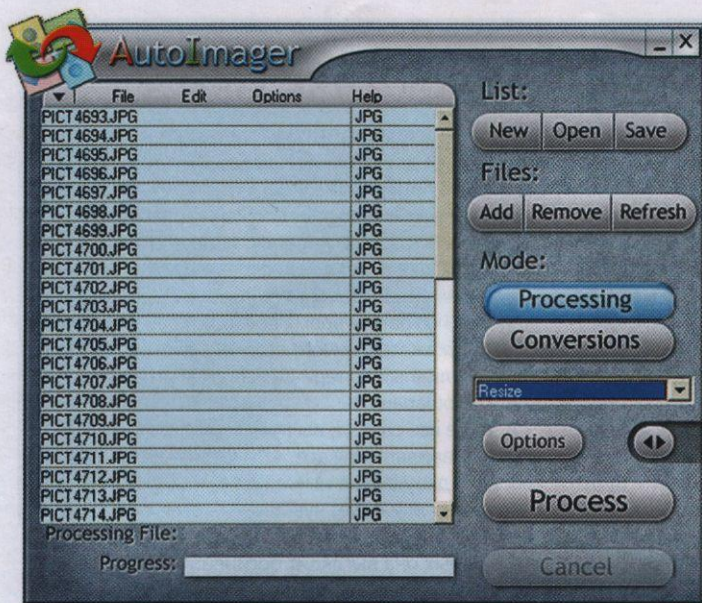 AutoImager
File Edit Options Help
PICT4693.JPG JPG
PICT4694.JPG JPG
PICT4695.JPG JPG
PICT4696.JPG JPG
PICT4697.JPG JPG
PICT4698.JPG JPG
PICT4699.JPG JPG
PICT4700.JPG JPG
PICT4701.JPG JPG
PICT4702.JPG JPG
PICT4703.JPG JPG
PICT4704.JPG JPG
PICT4705.JPG JPG
PICT4706.JPG JPG
PICT4707.JPG JPG
PICT4708.JPG JPG
PICT4709.JPG JPG
PICT4710.JPG JPG
PICT4711.JPG JPG
PICT4712.JPG JPG
PICT4713.JPG JPG
PICT4714.JPG JPG
Processing File:
Progress:
List:
New Open Save
Files:
Add Remove Refresh
Mode:
Processing
Conversions
Resize
Options
Process
Cancel